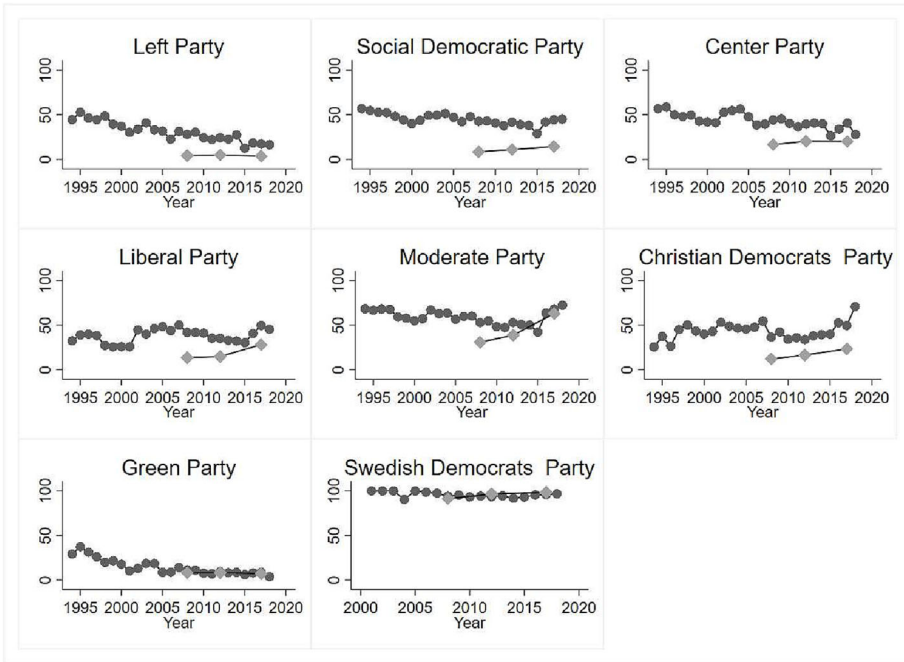 Left Party
100
50
0
1995 2000 2005 2010 2015 2020
Year
Social Democratic Party
100
50
0
1995 2000 2005 2010 2015 2020
Year
Center Party
100
50
0
1995 2000 2005 2010 2015 2020
Year
Liberal Party
100
50
0
1995 2000 2005 2010 2015 2020
Year
Moderate Party
100
50
0
1995 2000 2005 2010 2015 2020
Year
Christian Democrats  Party
100
50
0
1995 2000 2005 2010 2015 2020
Year
Green Party
100
50
0
1995 2000 2005 2010 2015 2020
Year
Swedish Democrats  Party
100
50
0
2000 2005 2010 2015 2020
Year